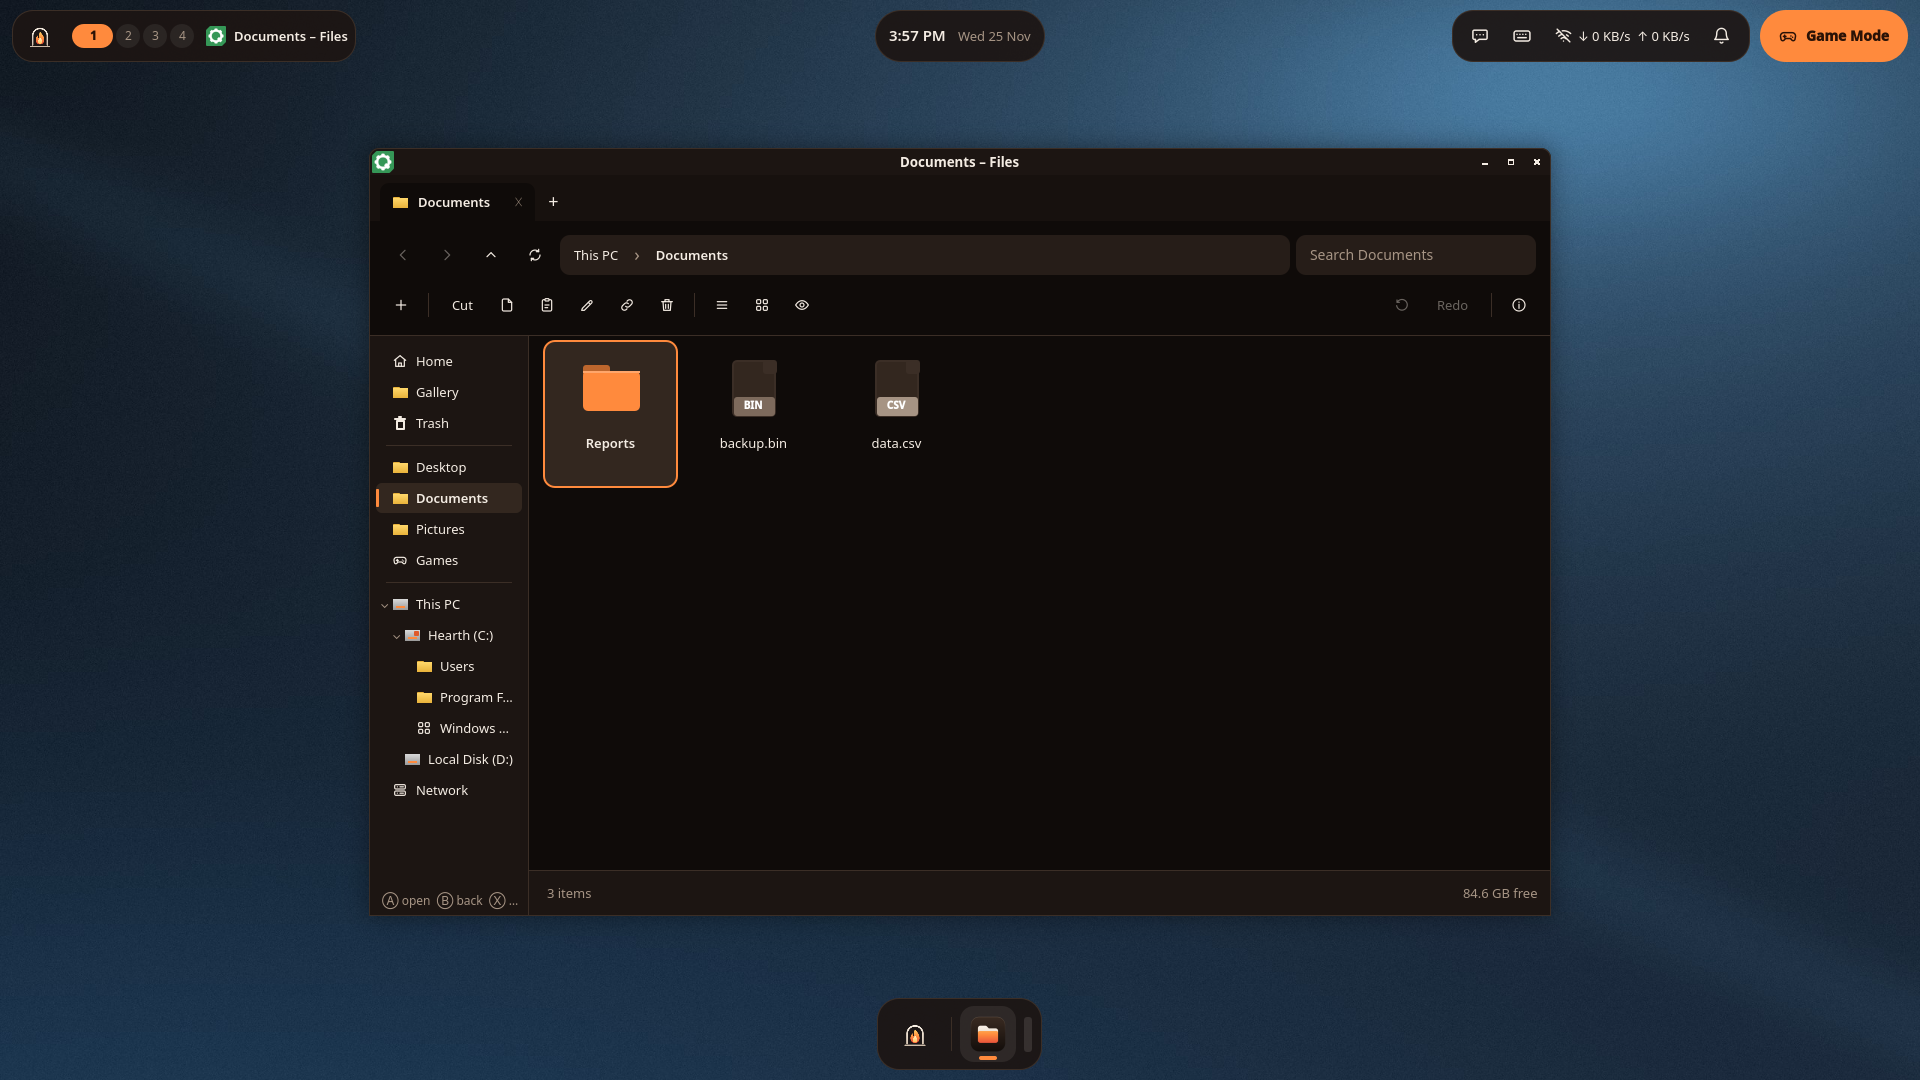 1 2 3 4 Documents – Files
3:57 PM Wed 25 Nov
↓ 0 KB/s ↑ 0 KB/s
Game Mode
Documents – Files
Documents X +
This PC › Documents
Search Documents
Cut
Redo
Home
Gallery
Trash
Desktop
Documents
Pictures
Games
This PC
Hearth (C:)
Users
Program F...
Windows ...
Local Disk (D:)
Network
A open B back X ...
Reports
BIN
backup.bin
CSV
data.csv
3 items
84.6 GB free